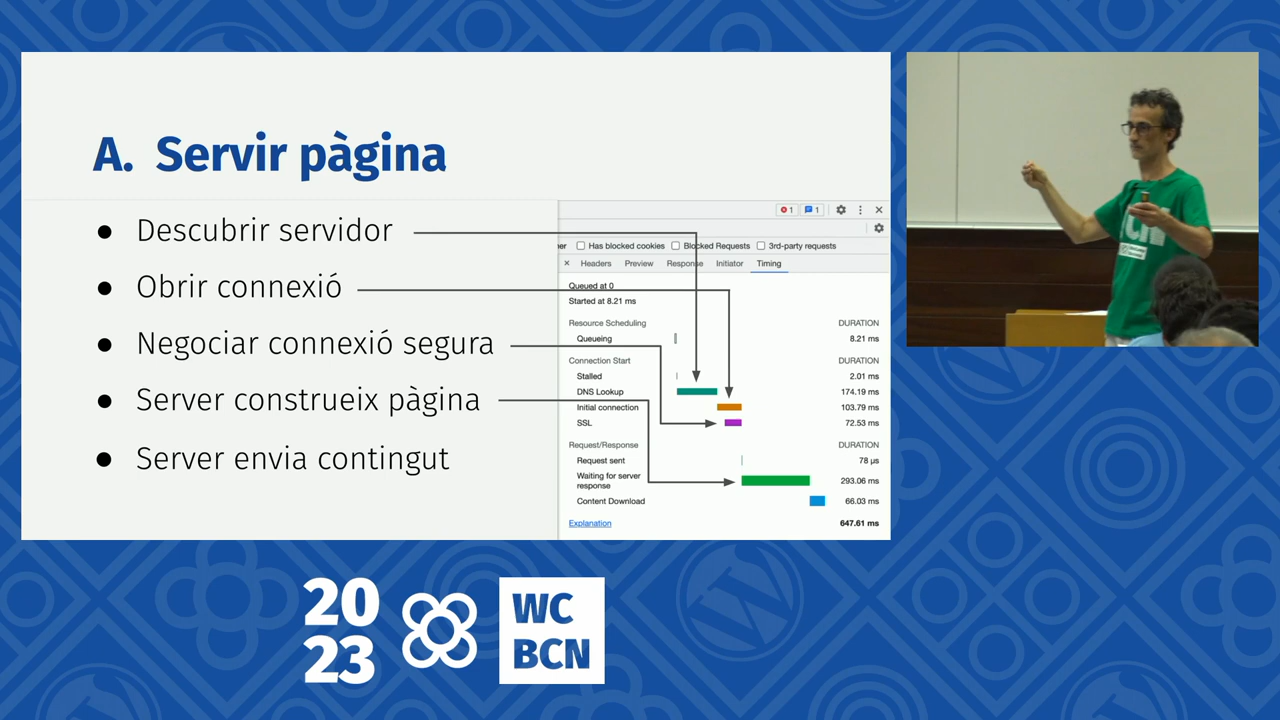 A. Servir pàgina
● Descubrir servidor
● Obrir connexió
● Negociar connexió segura
● Server construeix pàgina
● Server envia contingut
1 1
er Has blocked cookies Blocked Requests 3rd-party requests
Headers Preview Response Initiator Timing
Queued at 0
Started at 8.21 ms
Resource Scheduling DURATION
Queueing 8.21 ms
Connection Start DURATION
Stalled 2.01 ms
DNS Lookup 174.19 ms
Initial connection 103.79 ms
SSL 72.53 ms
Request/Response DURATION
Request sent 78 μs
Waiting for server
response 293.06 ms
Content Download 66.03 ms
Explanation 647.61 ms
20
23
WC
BCN